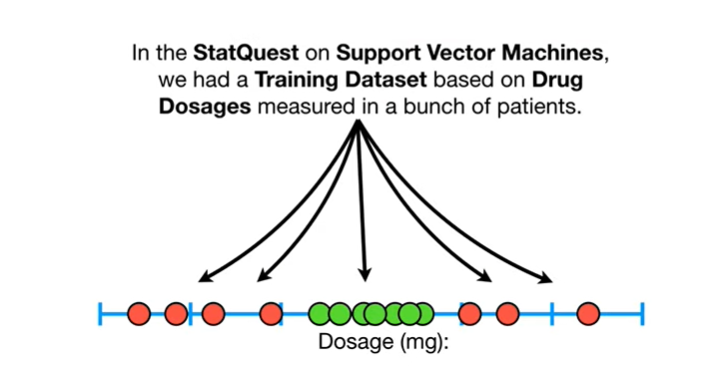 In the StatQuest on Support Vector Machines,
we had a Training Dataset based on Drug
Dosages measured in a bunch of patients.
Dosage (mg):